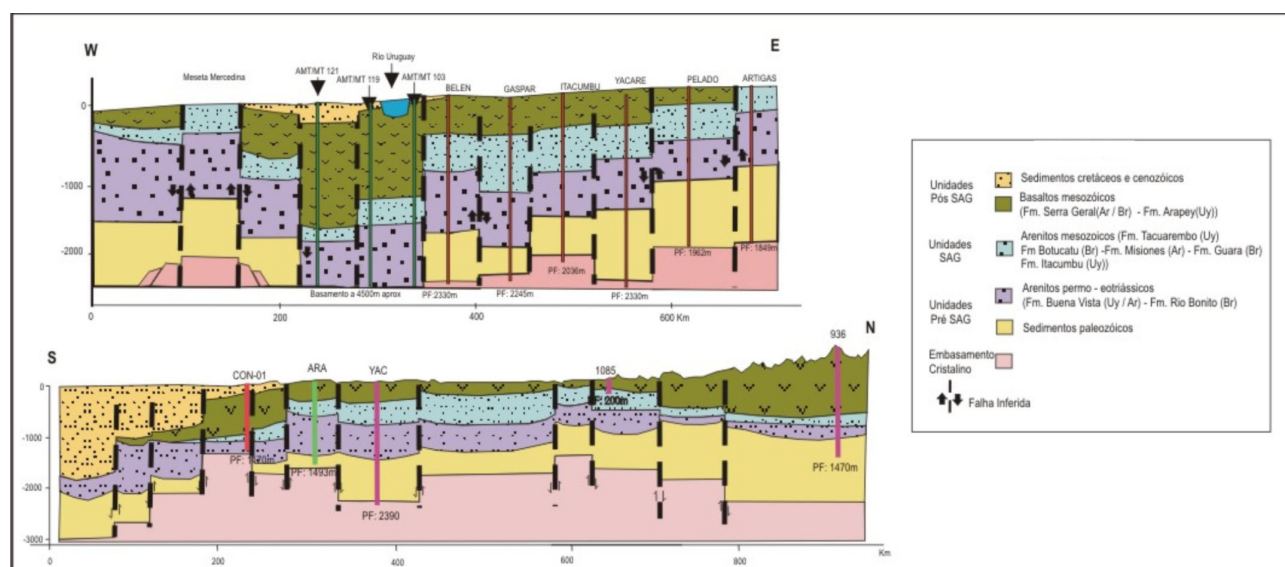 W
E
Rio Uruguay
Meseta Mercedina
AMT/MT 121
AMT/MT 119
AMT/MT 103
BELEN
GASPAR
ITACUMBU
YACARE
PELADO
ARTIGAS
0
-1000
-2000
PF: 1849m
PF: 1962m
PF: 2036m
Basamento a 4500m aprox
PF:2330m
PF: 2245m
PF: 2330m
0
200
400
600 Km
S
N
936
CON-01
ARA
YAC
1085
0
-1000
-2000
-3000
PF: 200m
PF: 1470m
PF: 1493m
PF: 2390
PF: 1470m
0
200
400
600
800
Km.
Unidades
Pós SAG
Sedimentos cretáceos e cenozóicos
Basaltos mesozóicos
(Fm. Serra Geral(Ar / Br) - Fm. Arapey(Uy))
Unidades
SAG
Arenitos mesozoicos (Fm. Tacuarembo (Uy)
Fm Botucatu (Br) -Fm. Misiones (Ar) - Fm. Guara (Br)
Fm. Itacumbu (Uy))
Unidades
Pré SAG
Arenitos permo - eotriássicos
(Fm. Buena Vista (Uy / Ar) - Fm. Rio Bonito (Br)
Sedimentos paleozóicos
Embasamento
Cristalino
Falha Inferida